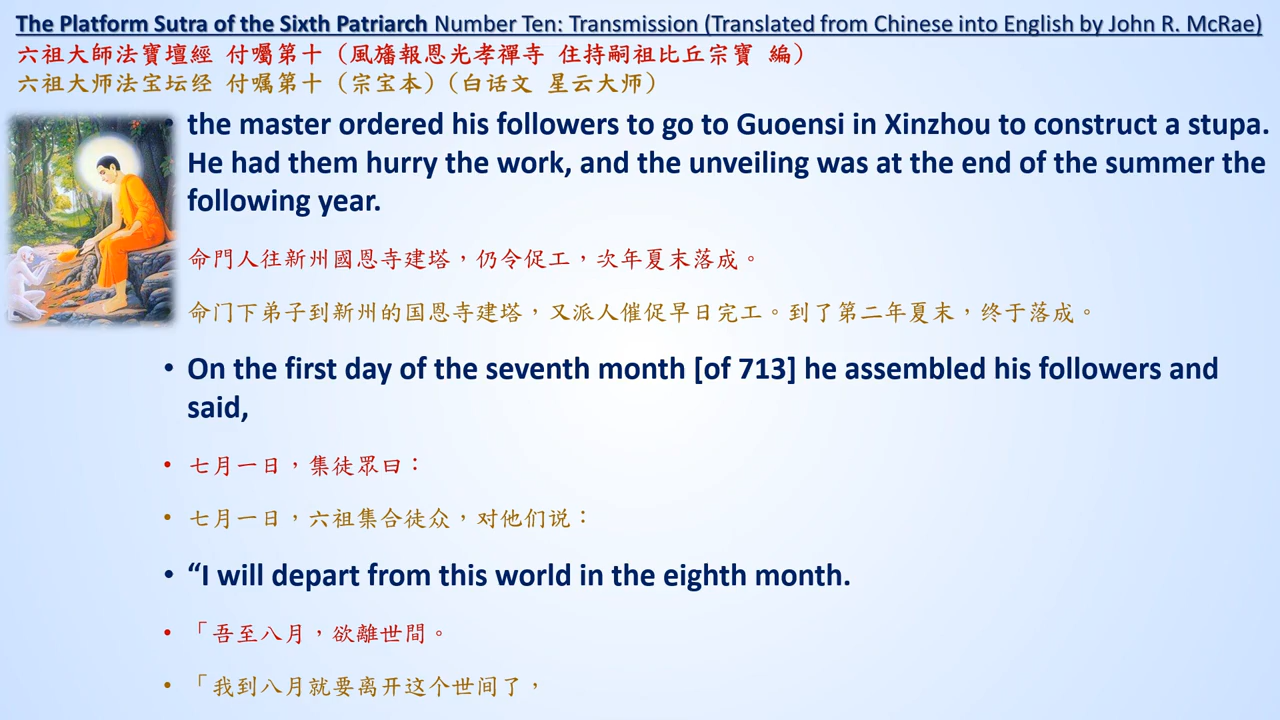 The Platform Sutra of the Sixth Patriarch Number Ten: Transmission (Translated from Chinese into English by John R. McRae)
六祖大師法寶壇經 付囑第十（風旛報恩光孝禪寺 住持嗣祖比丘宗寶 編）
六祖大师法宝坛经 付嘱第十（宗宝本）（白话文 星云大师）
• the master ordered his followers to go to Guoensi in Xinzhou to construct a stupa.
He had them hurry the work, and the unveiling was at the end of the summer the
following year.
命門人往新州國恩寺建塔，仍令促工，次年夏末落成。
命门下弟子到新州的国恩寺建塔，又派人催促早日完工。到了第二年夏末，终于落成。
• On the first day of the seventh month [of 713] he assembled his followers and
said,
• 七月一日，集徒眾曰：
• 七月一日，六祖集合徒众，对他们说：
• “I will depart from this world in the eighth month.
• 「吾至八月，欲離世間。
• 「我到八月就要离开这个世间了，